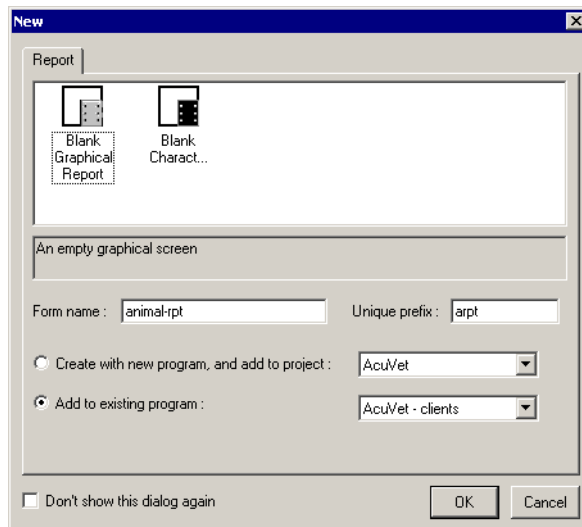 New
Report
Blank
Graphical
Report
Blank
Charact...
An empty graphical screen
Form name : animal-rpt Unique prefix : arpt
Create with new program, and add to project : AcuVet
Add to existing program : AcuVet - clients
Don't show this dialog again OK Cancel